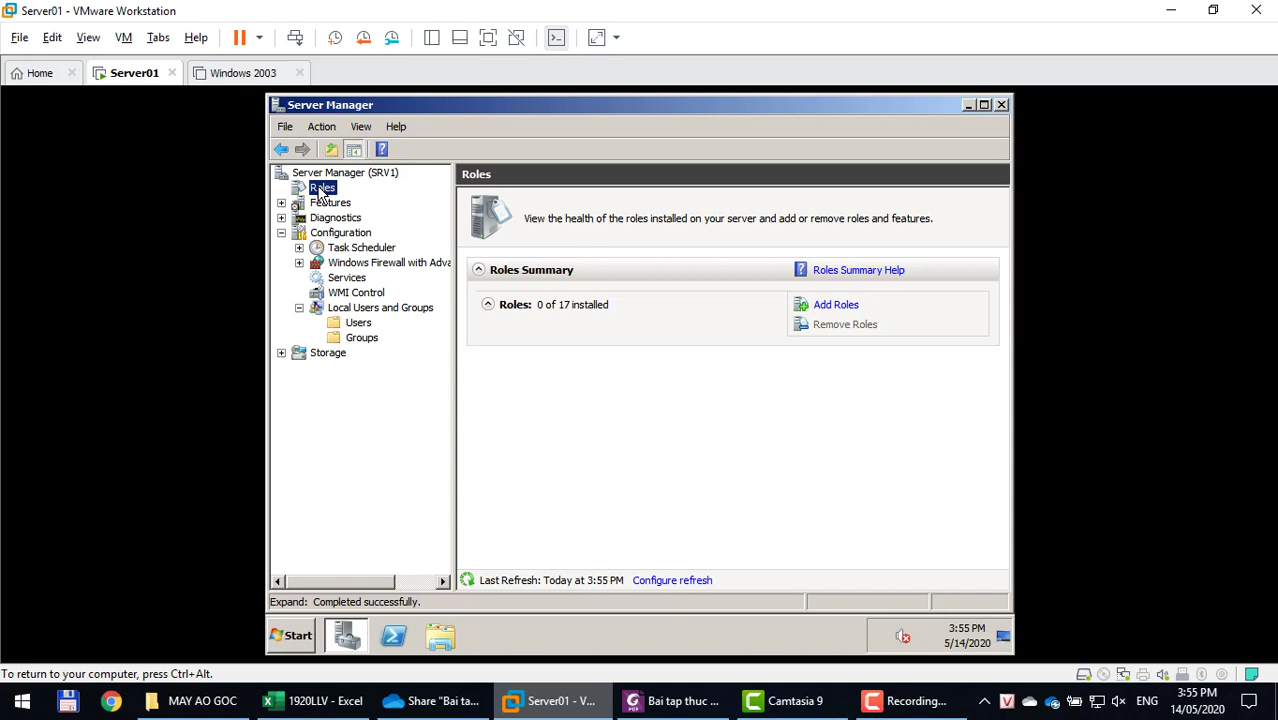 Server01 - VMware Workstation
File Edit View VM Tabs Help
Home Server01 Windows 2003
Server Manager
File Action View Help
Server Manager (SRV1)
Roles
Features
Diagnostics
Configuration
Task Scheduler
Windows Firewall with Adva
Services
WMI Control
Local Users and Groups
Users
Groups
Storage
Roles
View the health of the roles installed on your server and add or remove roles and features.
Roles Summary
Roles Summary Help
Roles: 0 of 17 installed
Add Roles
Remove Roles
Last Refresh: Today at 3:55 PM Configure refresh
Expand: Completed successfully.
Start
3:55 PM
5/14/2020
To return to your computer, press Ctrl+Alt.
MAY AO GOC
1920LLV - Excel
Share "Bai ta...
Server01 - V...
Bai tap thuc ...
Camtasia 9
Recording...
ENG
3:55 PM
14/05/2020